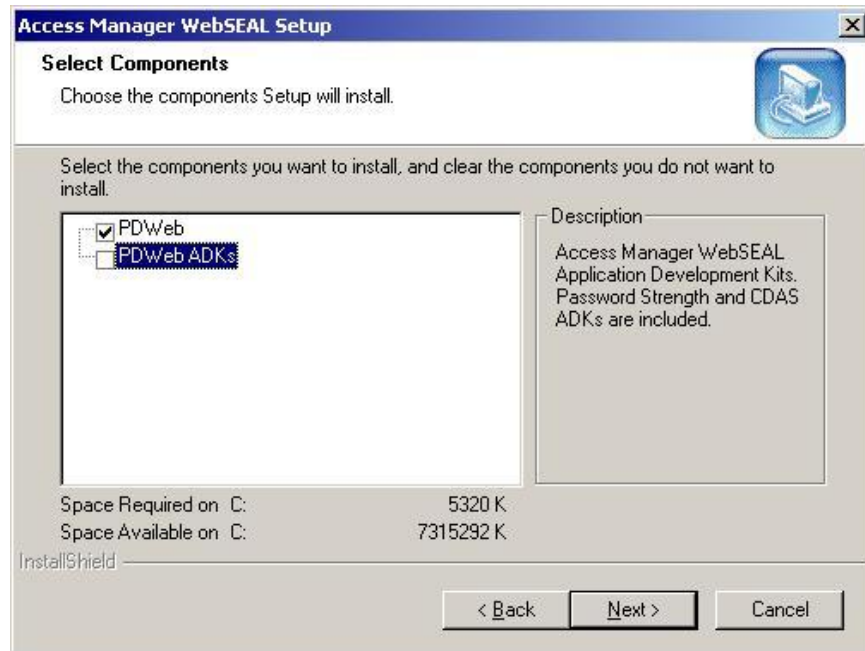 Access Manager WebSEAL Setup
Select Components
Choose the components Setup will install.
Select the components you want to install, and clear the components you do not want to
install.
PDWeb
PDWeb ADKs
Description
Access Manager WebSEAL
Application Development Kits.
Password Strength and CDAS
ADKs are included.
Space Required on C: 5320 K
Space Available on C: 7315292 K
InstallShield
< Back Next > Cancel